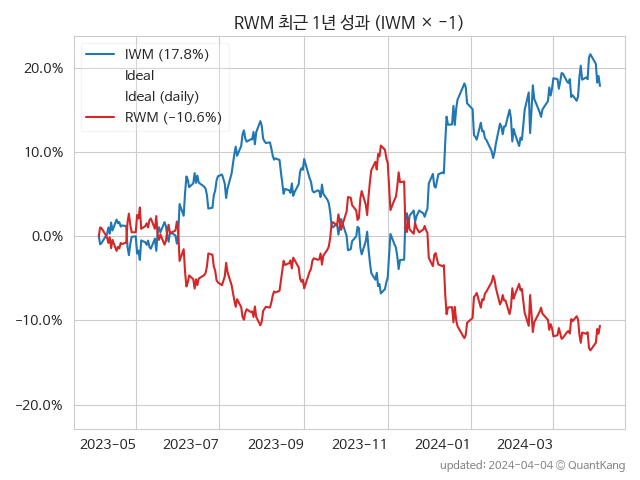 RWM 최근 1년 성과 (IWM × −1)
IWM (17.8%)
Ideal
Ideal (daily)
RWM (−10.6%)
20.0%
10.0%
0.0%
−10.0%
−20.0%
2023-05 2023-07 2023-09 2023-11 2024-01 2024-03
updated: 2024-04-04 © QuantKang